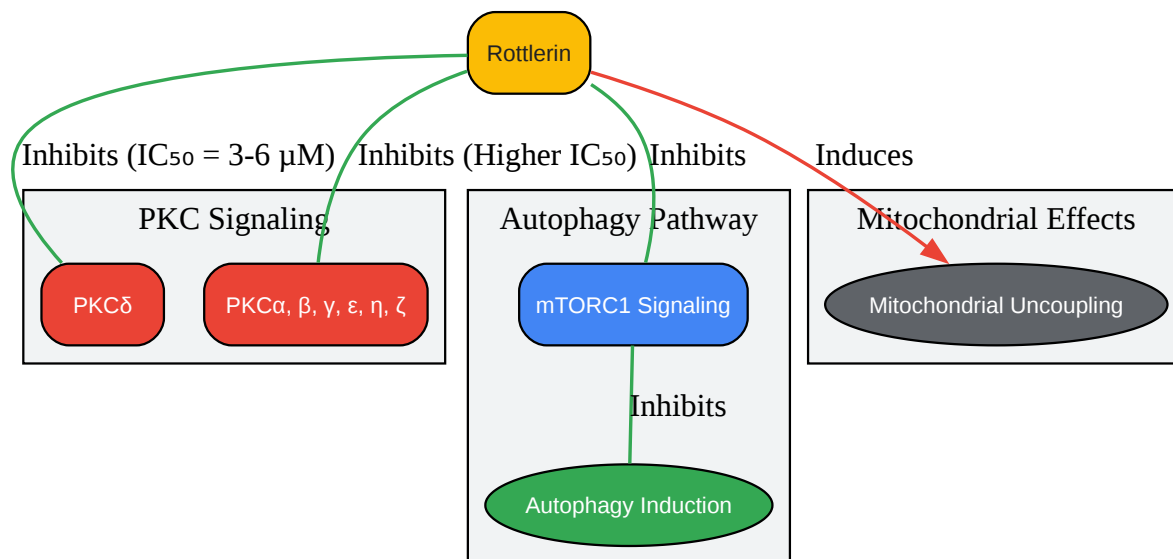 Rottlerin
Inhibits (IC₅₀ = 3-6 µM)
Inhibits (Higher IC₅₀)
Inhibits
Induces
PKC Signaling
Autophagy Pathway
Mitochondrial Effects
PKCδ
PKCα, β, γ, ε, η, ζ
mTORC1 Signaling
Mitochondrial Uncoupling
Inhibits
Autophagy Induction